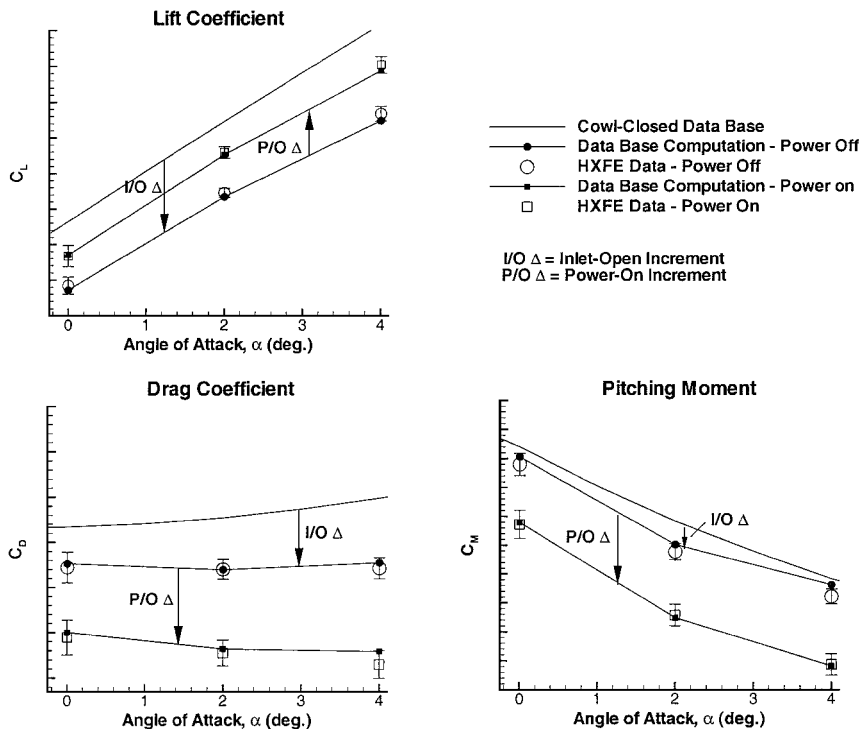 Lift Coefficient
C_L
I/O Δ
P/O Δ
0 1 2 3 4
Angle of Attack, α (deg.)
Cowl-Closed Data Base
Data Base Computation - Power Off
HXFE Data - Power Off
Data Base Computation - Power on
HXFE Data - Power On
I/O Δ = Inlet-Open Increment
P/O Δ = Power-On Increment
Drag Coefficient
C_D
I/O Δ
P/O Δ
0 1 2 3 4
Angle of Attack, α (deg.)
Pitching Moment
C_M
P/O Δ
I/O Δ
0 1 2 3 4
Angle of Attack, α (deg.)